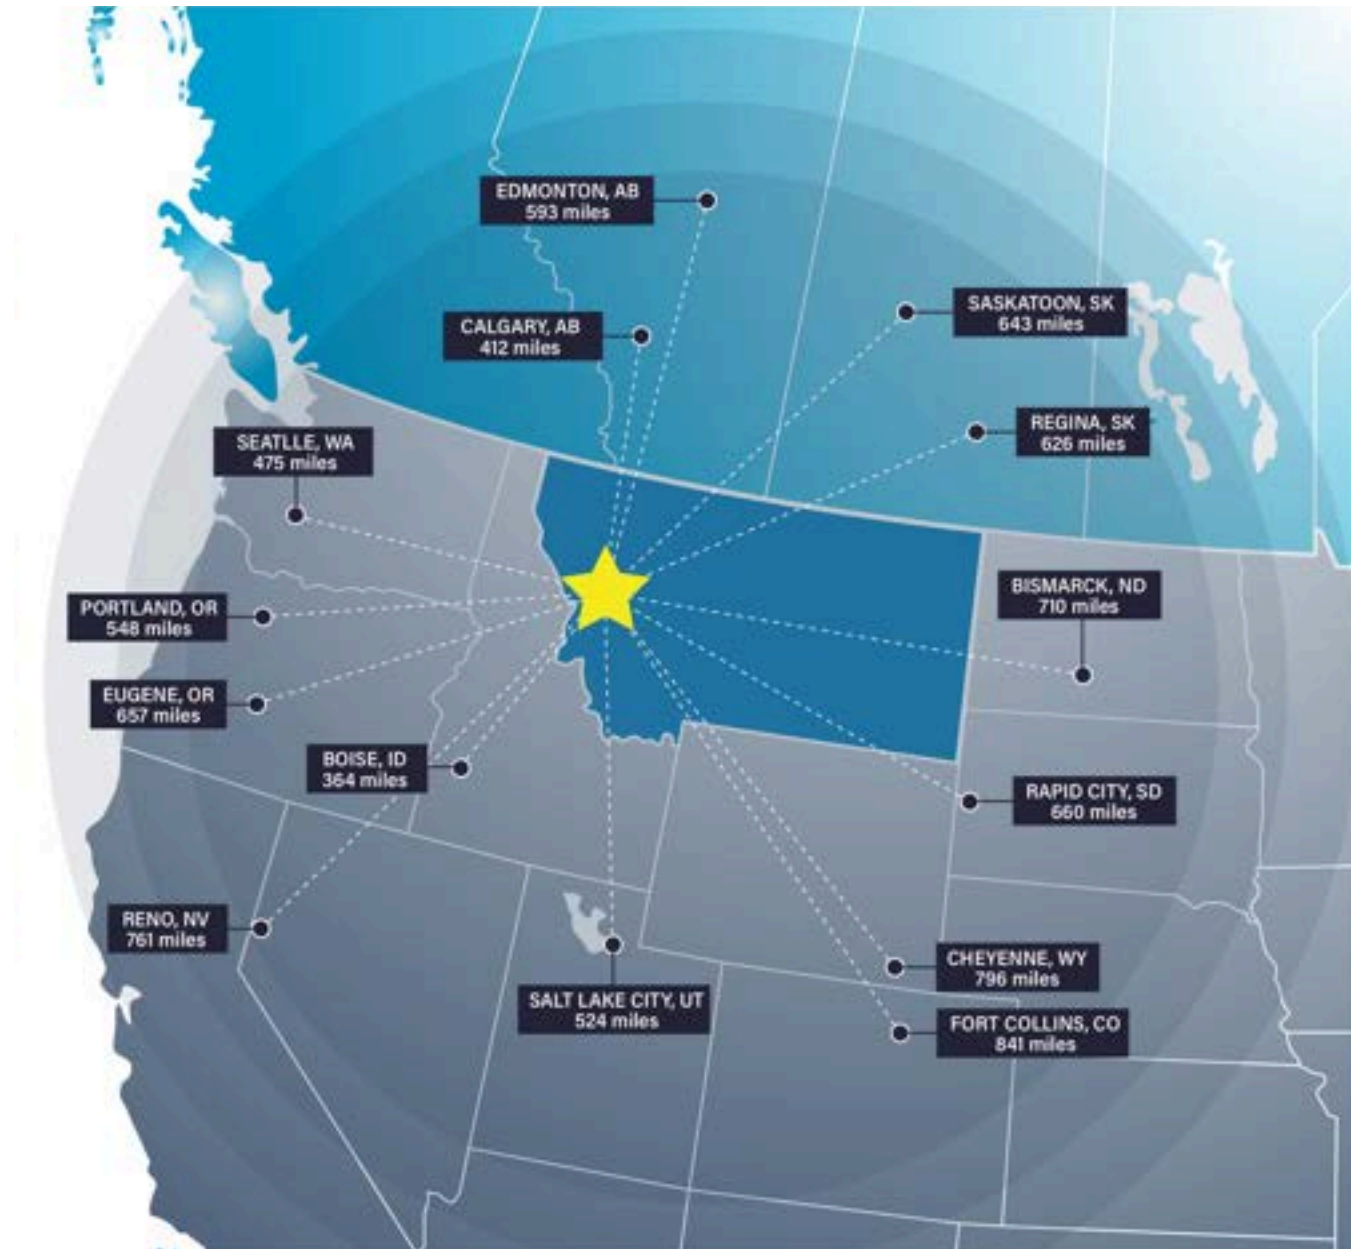 EDMONTON, AB
593 miles
SASKATOON, SK
643 miles
CALGARY, AB
412 miles
REGINA, SK
626 miles
SEATLLE, WA
475 miles
BISMARCK, ND
710 miles
PORTLAND, OR
548 miles
EUGENE, OR
657 miles
BOISE, ID
364 miles
RAPID CITY, SD
660 miles
RENO, NV
761 miles
CHEYENNE, WY
796 miles
SALT LAKE CITY, UT
524 miles
FORT COLLINS, CO
841 miles